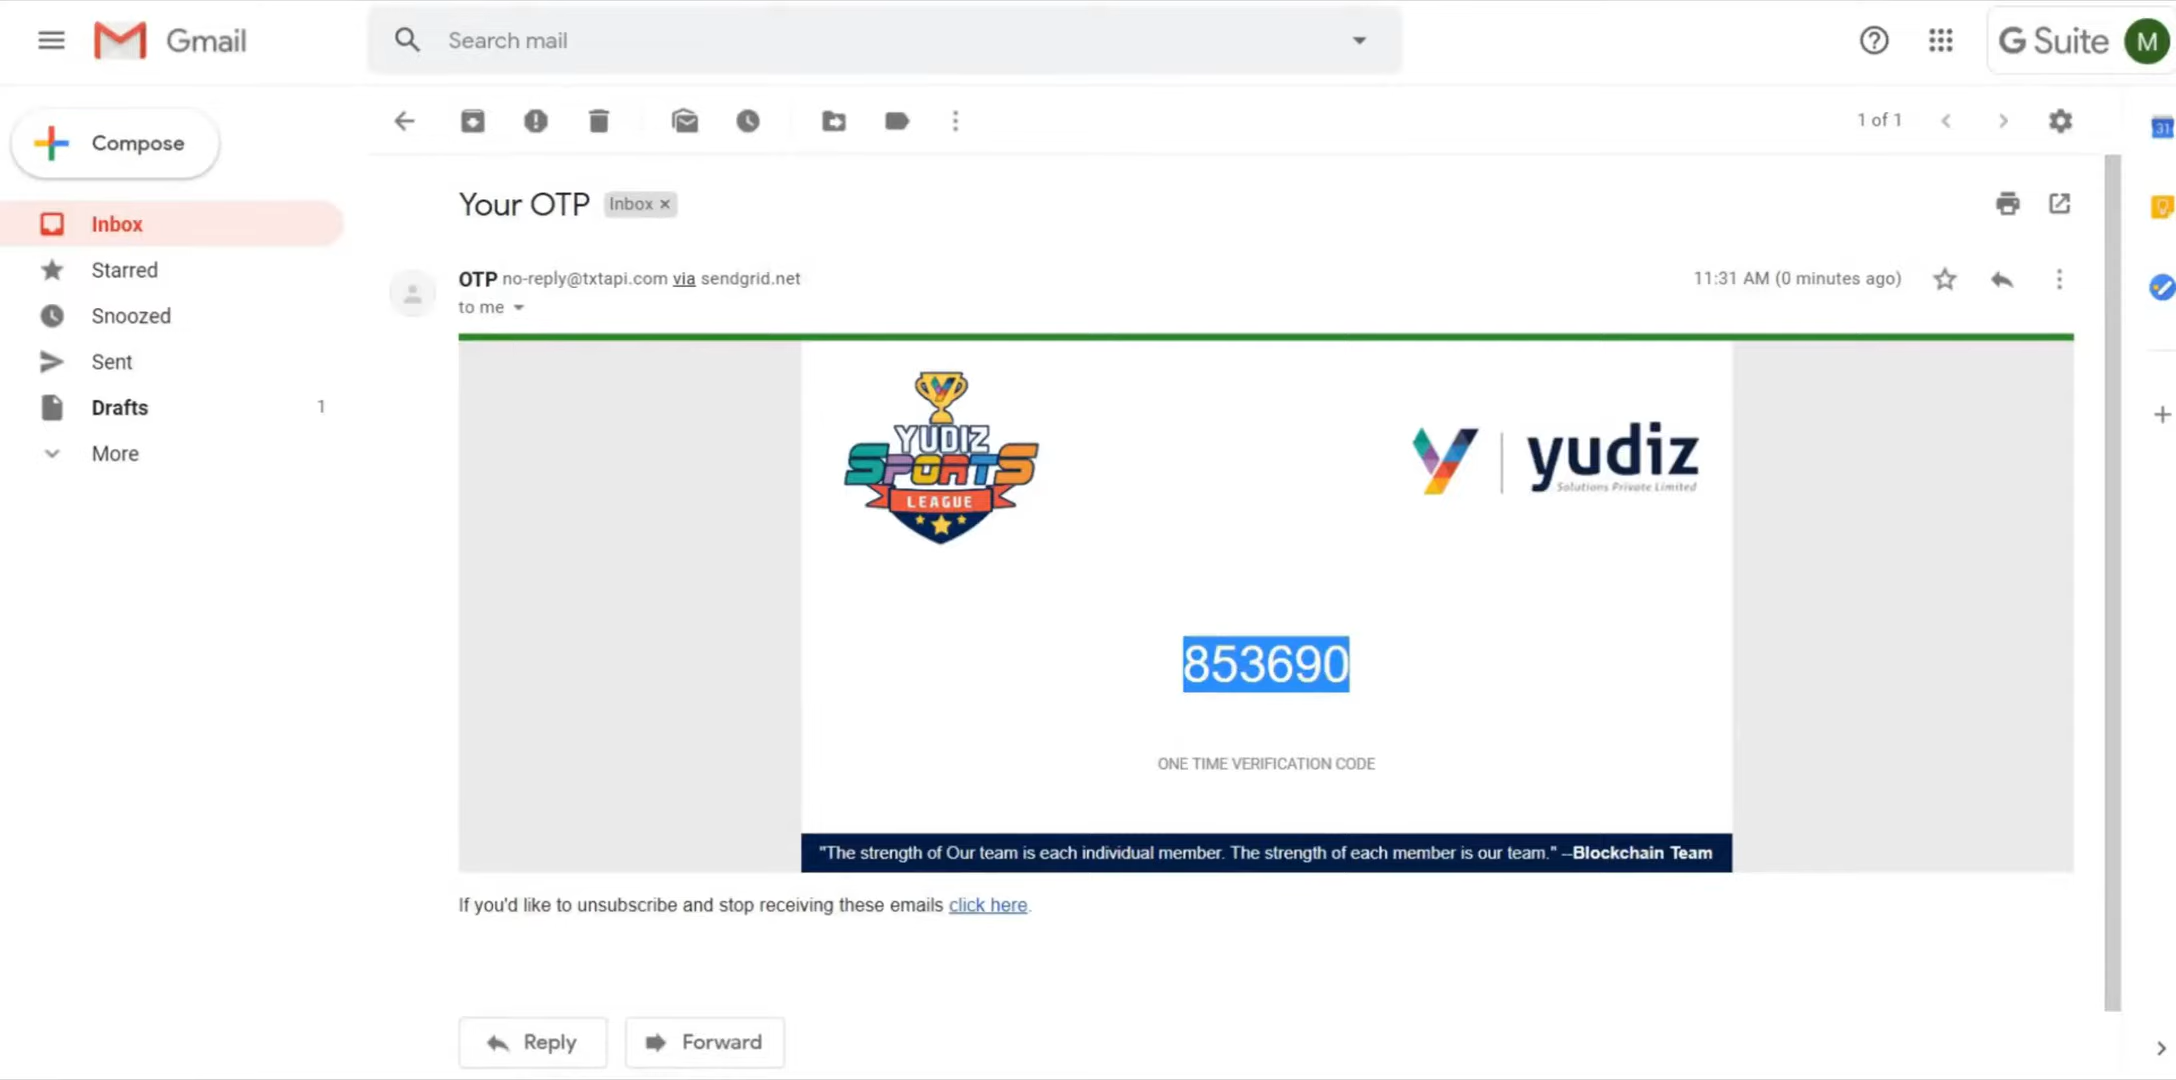 Gmail
Search mail
G Suite
M
Compose
1 of 1
31
Inbox
Starred
Snoozed
Sent
Drafts 1
More
Your OTP Inbox ×
OTP no-reply@txtapi.com via sendgrid.net
11:31 AM (0 minutes ago)
to me
YUDIZ
SPORTS
LEAGUE
yudiz
Solutions Private Limited
853690
ONE TIME VERIFICATION CODE
"The strength of Our team is each individual member. The strength of each member is our team." –Blockchain Team
If you'd like to unsubscribe and stop receiving these emails click here.
Reply
Forward